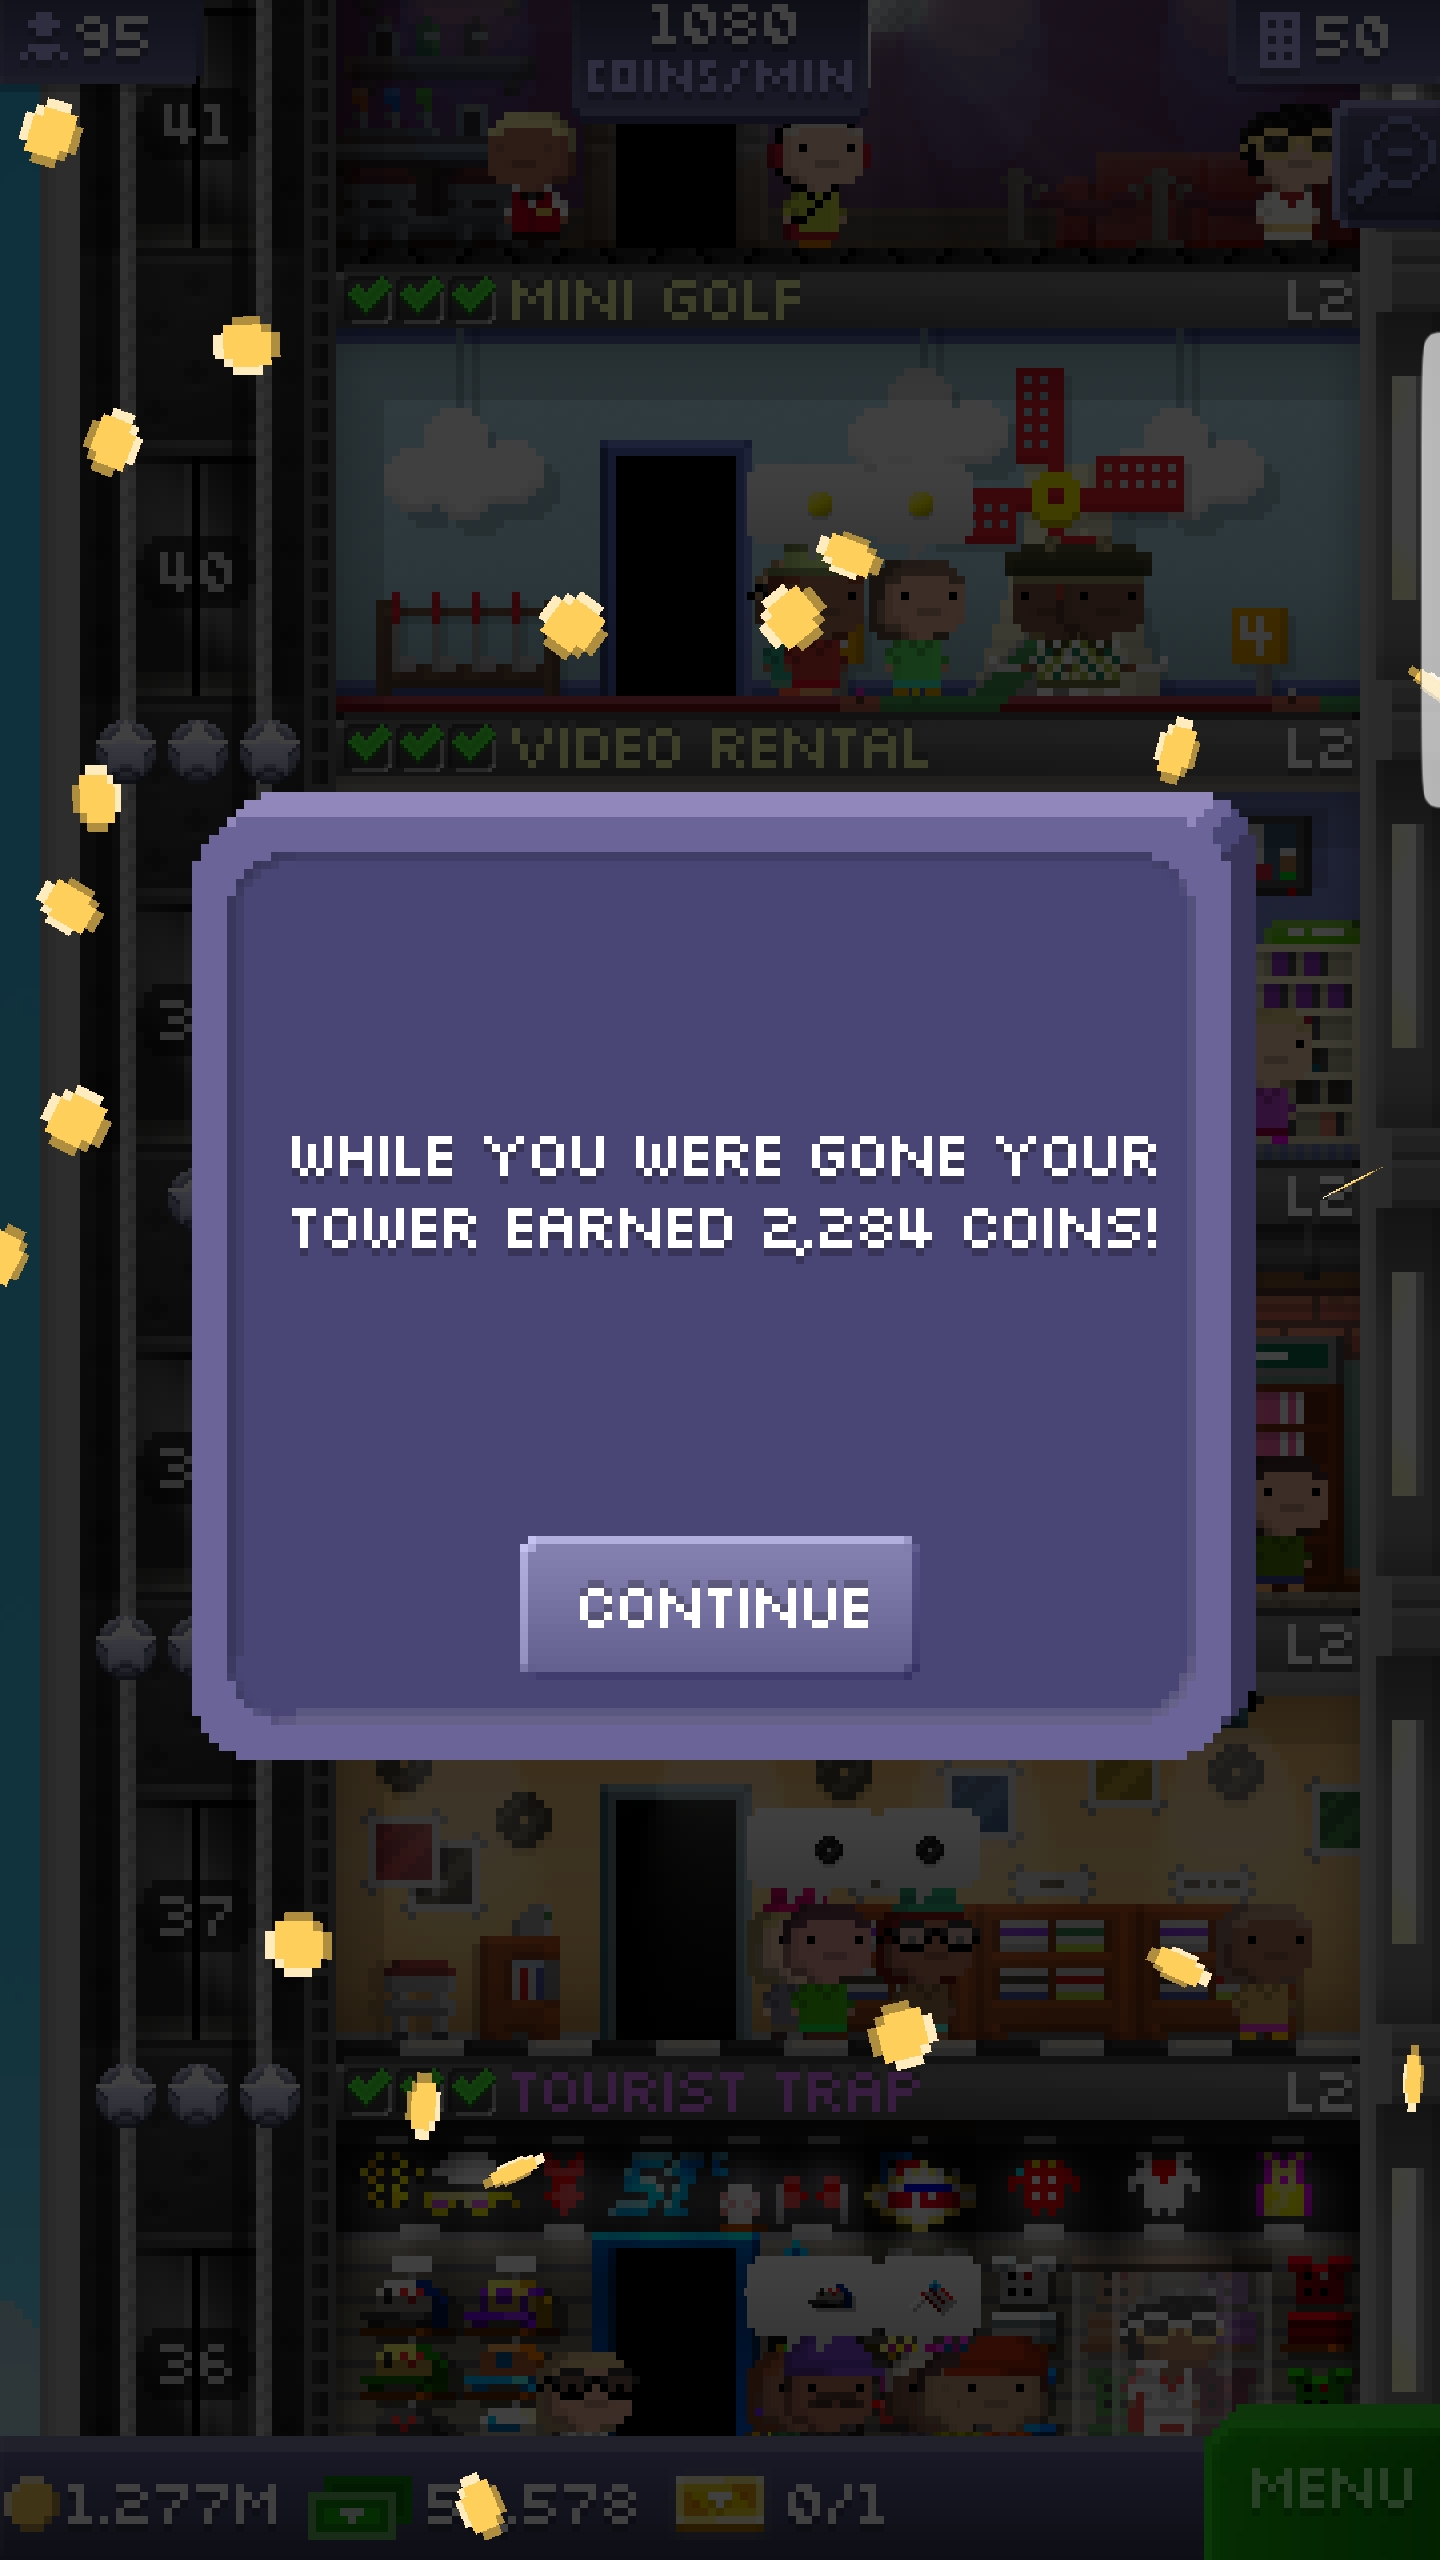 95
1080
COINS/MIN
50
41
MINI GOLF
L2
40
4
VIDEO RENTAL
L2
WHILE YOU WERE GONE YOUR
TOWER EARNED 2,284 COINS!
L2
CONTINUE
L2
37
TOURIST TRAP
L2
36
1.277M
0/1
MENU